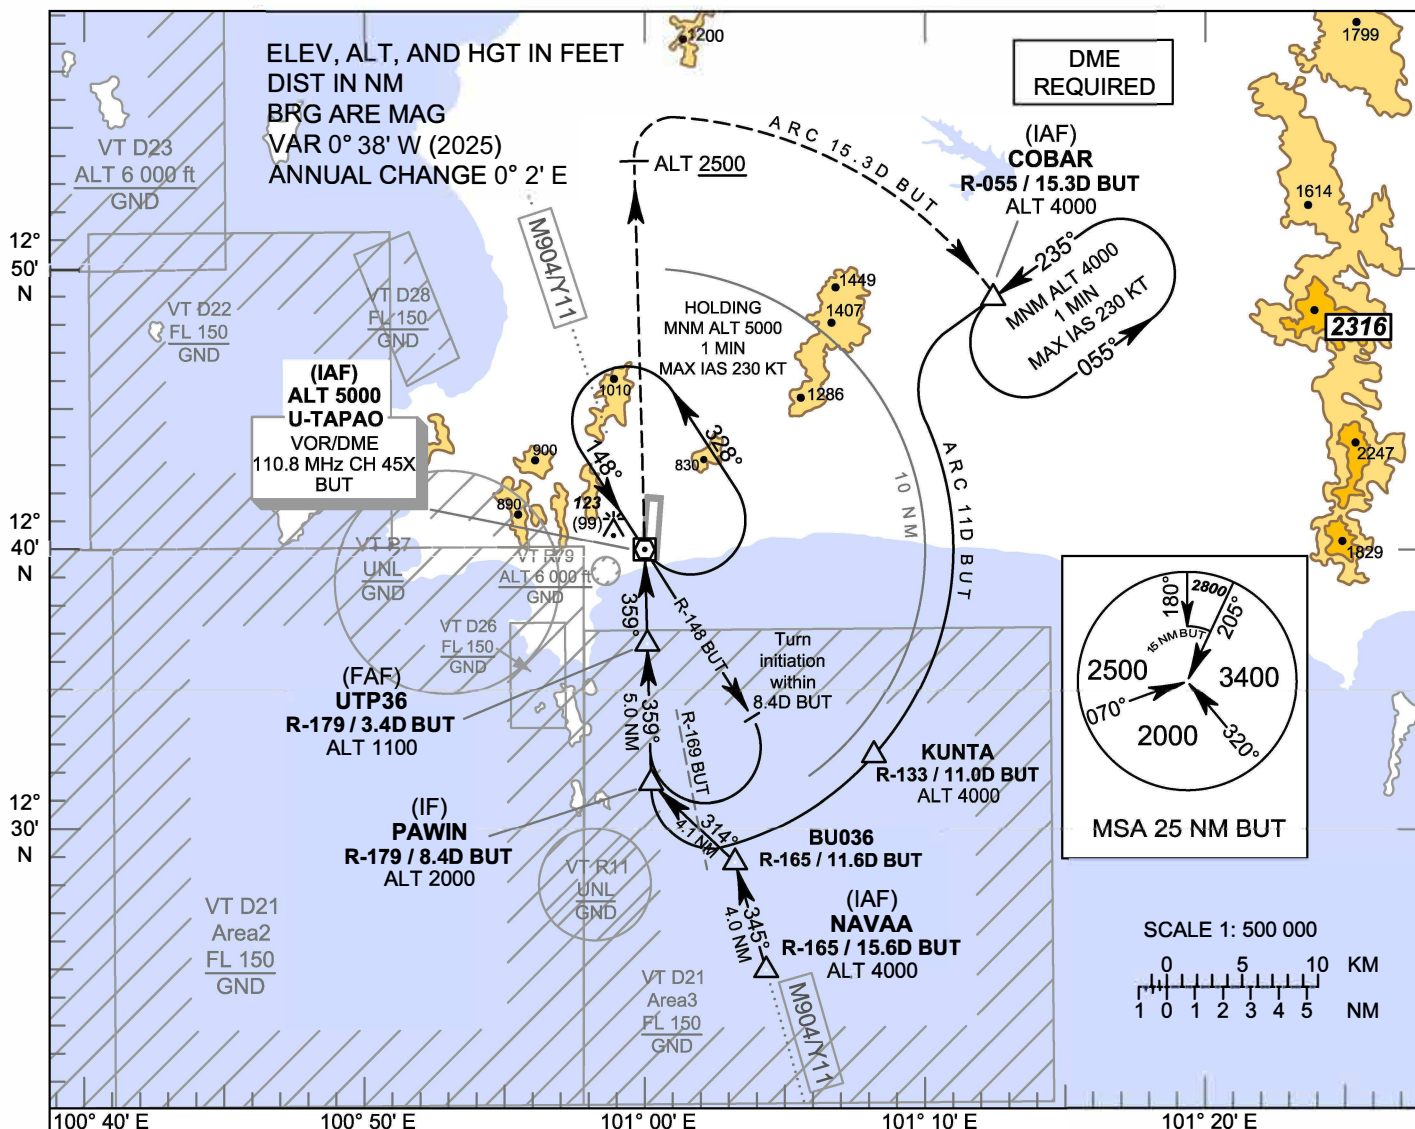 ELEV, ALT, AND HGT IN FEET
DIST IN NM
BRG ARE MAG
VAR 0° 38' W (2025)
ANNUAL CHANGE 0° 2' E
DME
REQUIRED
1200
1799
1614
2316
2247
1829
ARC 15.3D BUT
ALT 2500
(IAF)
COBAR
R-055 / 15.3D BUT
ALT 4000
235°
MNM ALT 4000
1 MIN
MAX IAS 230 KT
055°
VT D23
ALT 6 000 ft
GND
12°
50'
N
VT D22
FL 150
GND
VT D28
FL 150
GND
M904/Y11
HOLDING
MNM ALT 5000
1 MIN
MAX IAS 230 KT
1449
1407
1286
1010
830
900
890
123
(99)
148°
328°
(IAF)
ALT 5000
U-TAPAO
VOR/DME
110.8 MHz CH 45X
BUT
10 NM
ARC 11D BUT
12°
40'
N
VT R7
UNL
GND
VT R79
ALT 6 000 ft
GND
VT D26
FL 150
GND
359°
R-148 BUT
Turn
initiation
within
8.4D BUT
(FAF)
UTP36
R-179 / 3.4D BUT
ALT 1100
359°
5.0 NM
R-169 BUT
KUNTA
R-133 / 11.0D BUT
ALT 4000
12°
30'
N
(IF)
PAWIN
R-179 / 8.4D BUT
ALT 2000
314°
4.1 NM
BU036
R-165 / 11.6D BUT
VT R11
UNL
GND
345°
4.0 NM
(IAF)
NAVAA
R-165 / 15.6D BUT
ALT 4000
VT D21
Area2
FL 150
GND
VT D21
Area3
FL 150
GND
M904/Y11
180°
2800
205°
15 NM BUT
2500
3400
070°
2000
320°
MSA 25 NM BUT
SCALE 1: 500 000
0 5 10 KM
1 0 1 2 3 4 5 NM
100° 40' E
100° 50' E
101° 00' E
101° 10' E
101° 20' E